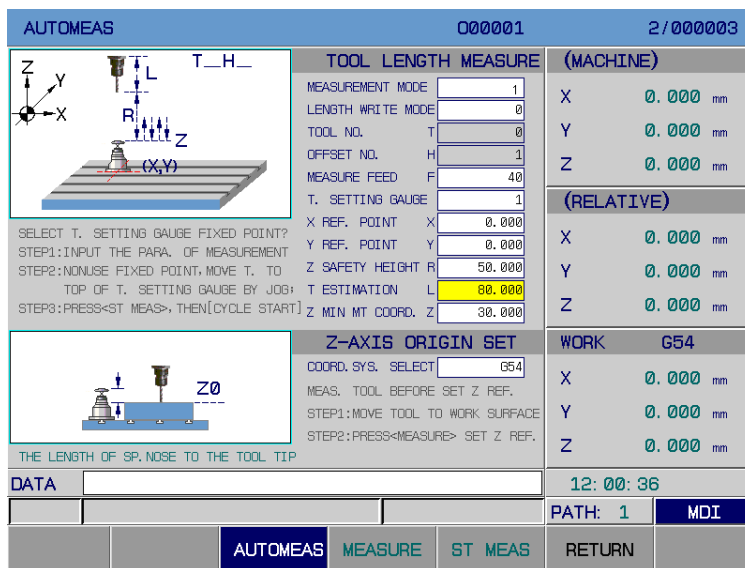 AUTOMEAS O00001 2/000003
T__H__
Z
Y
X
L
R
Z
(X,Y)
SELECT T. SETTING GAUGE FIXED POINT?
STEP1:INPUT THE PARA. OF MEASUREMENT
STEP2:NONUSE FIXED POINT,MOVE T. TO
TOP OF T. SETTING GAUGE BY JOG;
STEP3:PRESS<ST MEAS>,THEN[CYCLE START]
TOOL LENGTH MEASURE
MEASUREMENT MODE 1
LENGTH WRITE MODE 0
TOOL NO. T 0
OFFSET NO. H 1
MEASURE FEED F 40
T. SETTING GAUGE 1
X REF. POINT X 0.000
Y REF. POINT Y 0.000
Z SAFETY HEIGHT R 50.000
T ESTIMATION L 80.000
Z MIN MT COORD. Z 30.000
Z0
THE LENGTH OF SP.NOSE TO THE TOOL TIP
Z-AXIS ORIGIN SET
COORD.SYS. SELECT G54
MEAS. TOOL BEFORE SET Z REF.
STEP1:MOVE TOOL TO WORK SURFACE
STEP2:PRESS<MEASURE> SET Z REF.
(MACHINE)
X 0.000 mm
Y 0.000 mm
Z 0.000 mm
(RELATIVE)
X 0.000 mm
Y 0.000 mm
Z 0.000 mm
WORK G54
X 0.000 mm
Y 0.000 mm
Z 0.000 mm
DATA
12:00:36
PATH: 1 MDI
AUTOMEAS MEASURE ST MEAS RETURN